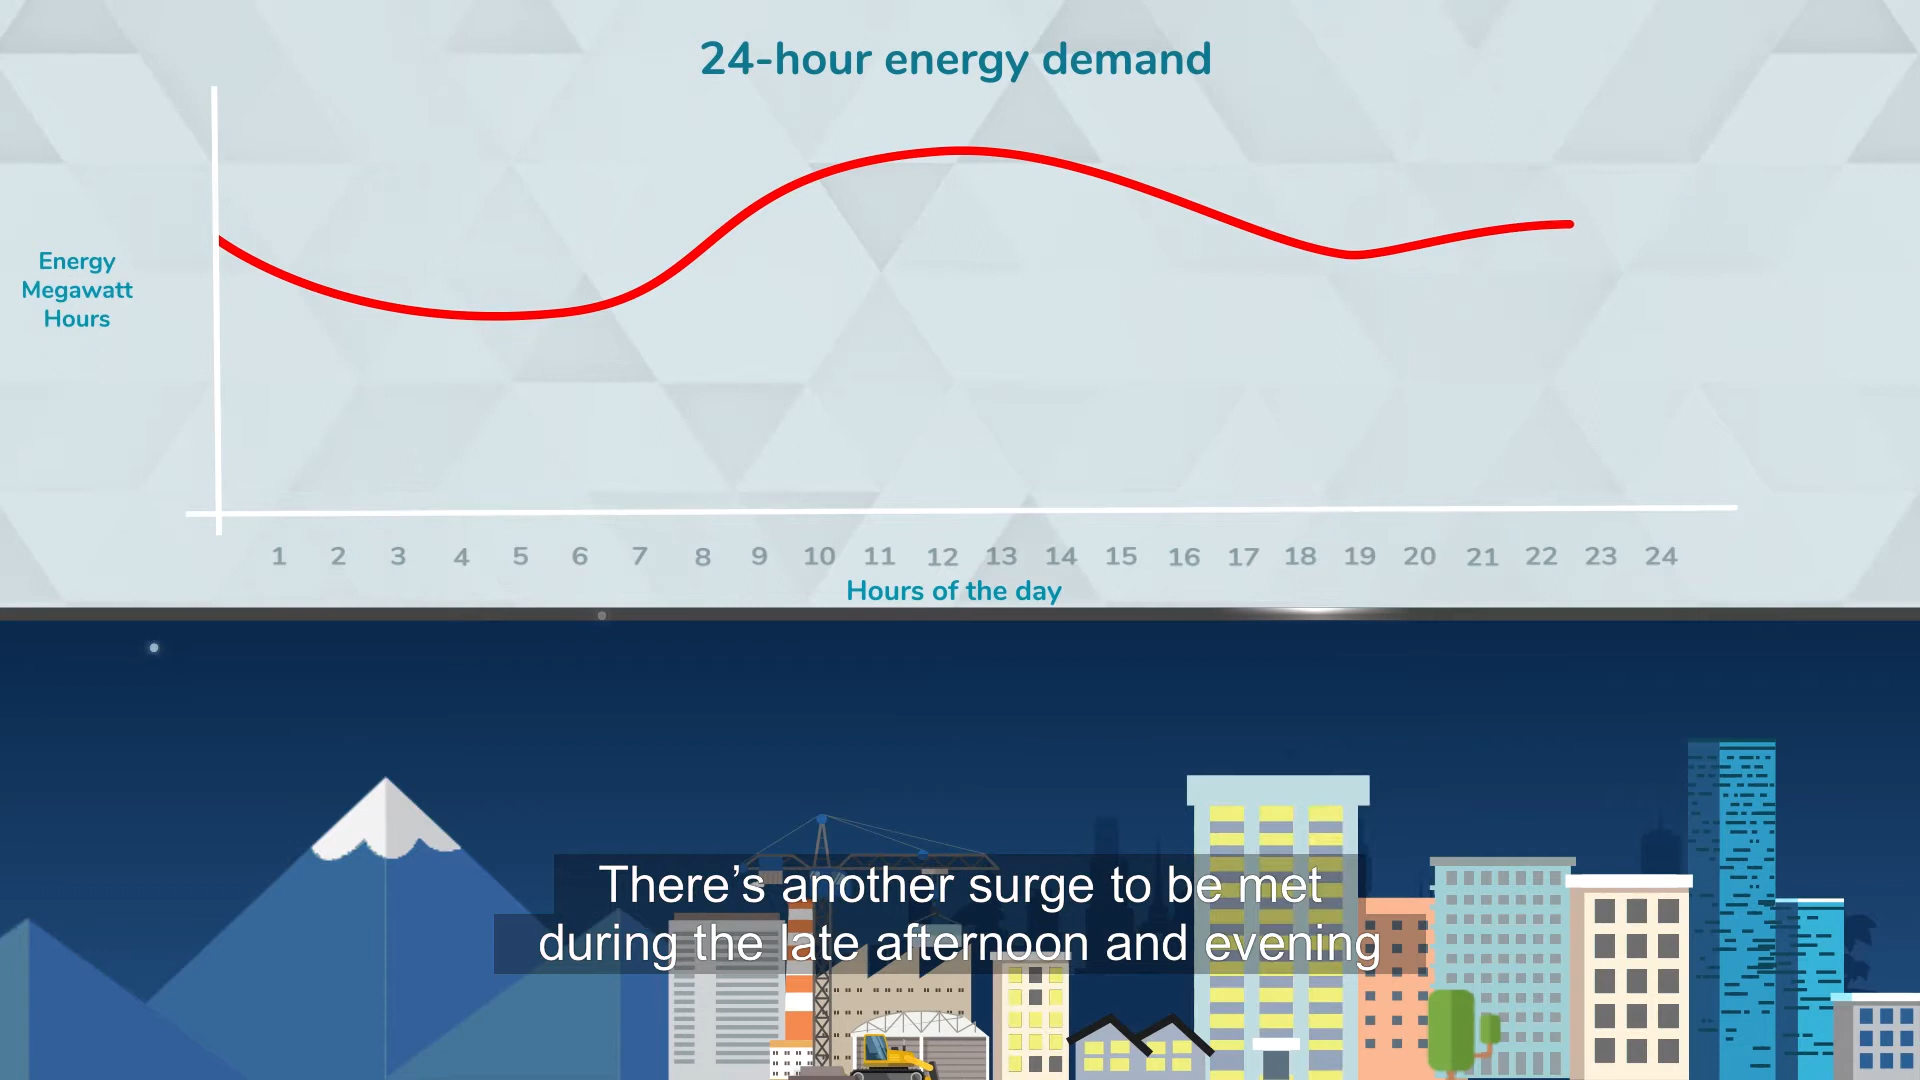 24-hour energy demand
Energy
Megawatt
Hours
1 2 3 4 5 6 7 8 9 10 11 12 13 14 15 16 17 18 19 20 21 22 23 24
Hours of the day
There’s another surge to be met
during the late afternoon and evening